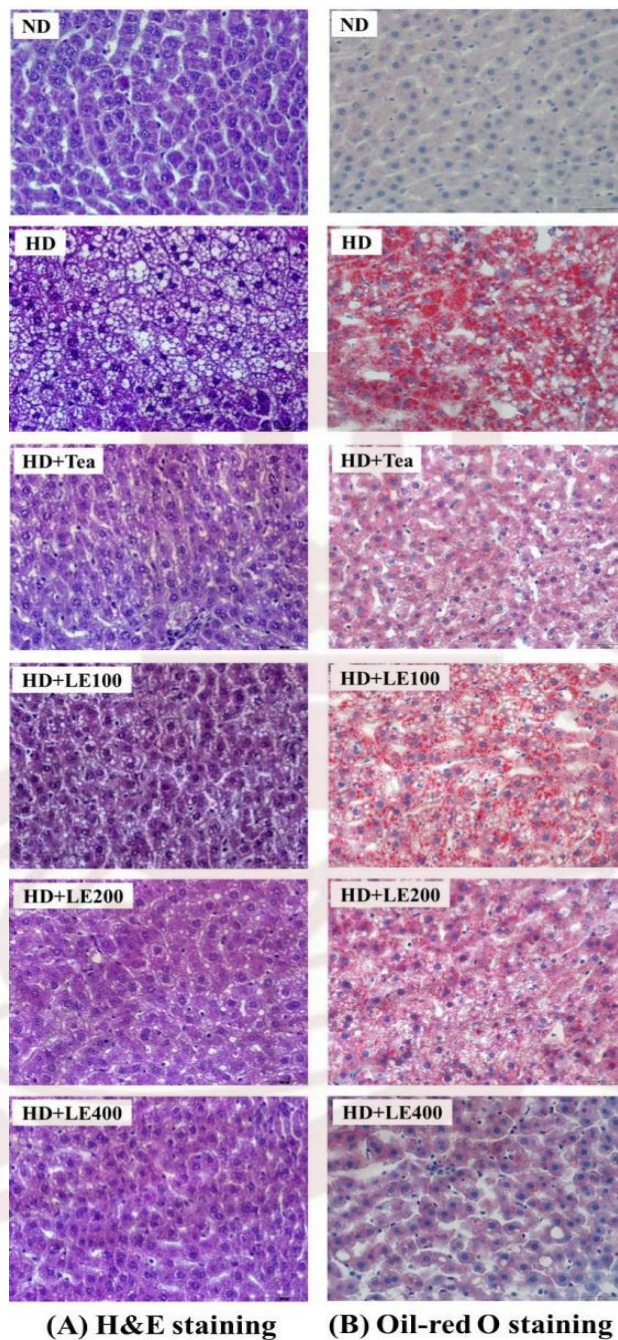 ND ND
HD HD
HD+Tea HD+Tea
HD+LE100 HD+LE100
HD+LE200 HD+LE200
HD+LE400 HD+LE400
(A) H&E staining (B) Oil-red O staining